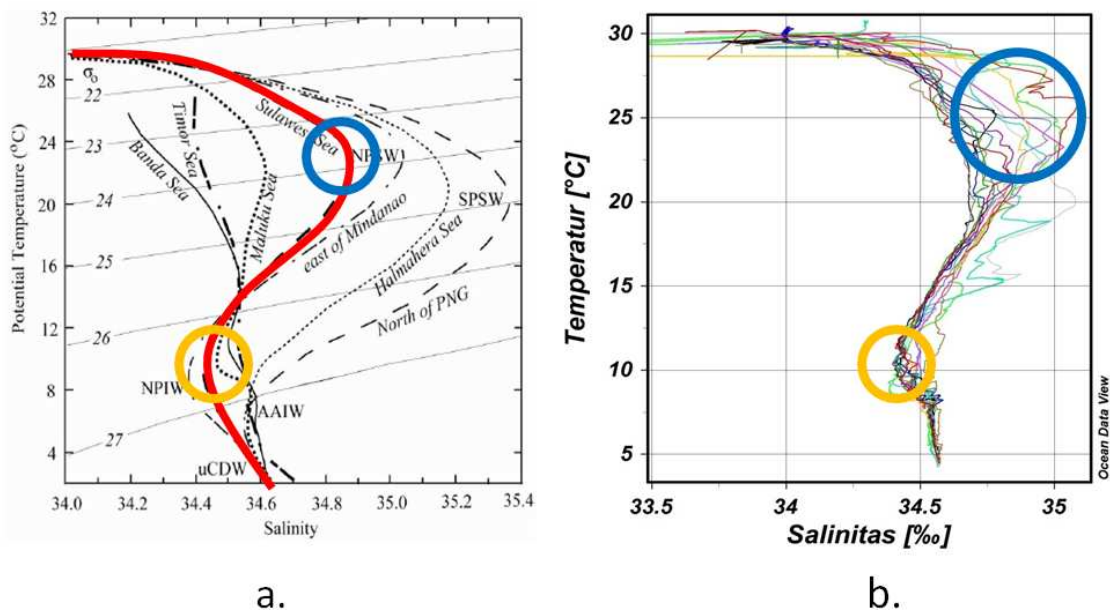 32
28
24
20
16
12
8
4
Potential Temperature (°C)
σ₀
22
23
24
25
26
27
Timor Sea
Banda Sea
Maluku Sea
Sulawesi Sea
NPSW
SPSW
east of Mindanao
Halmahera Sea
North of PNG
NPIW
AAIW
uCDW
34.0 34.2 34.4 34.6 34.8 35.0 35.2 35.4
Salinity
a.
30
25
20
15
10
5
Temperatur [°C]
33.5 34 34.5 35
Salinitas [‰]
Ocean Data View
b.